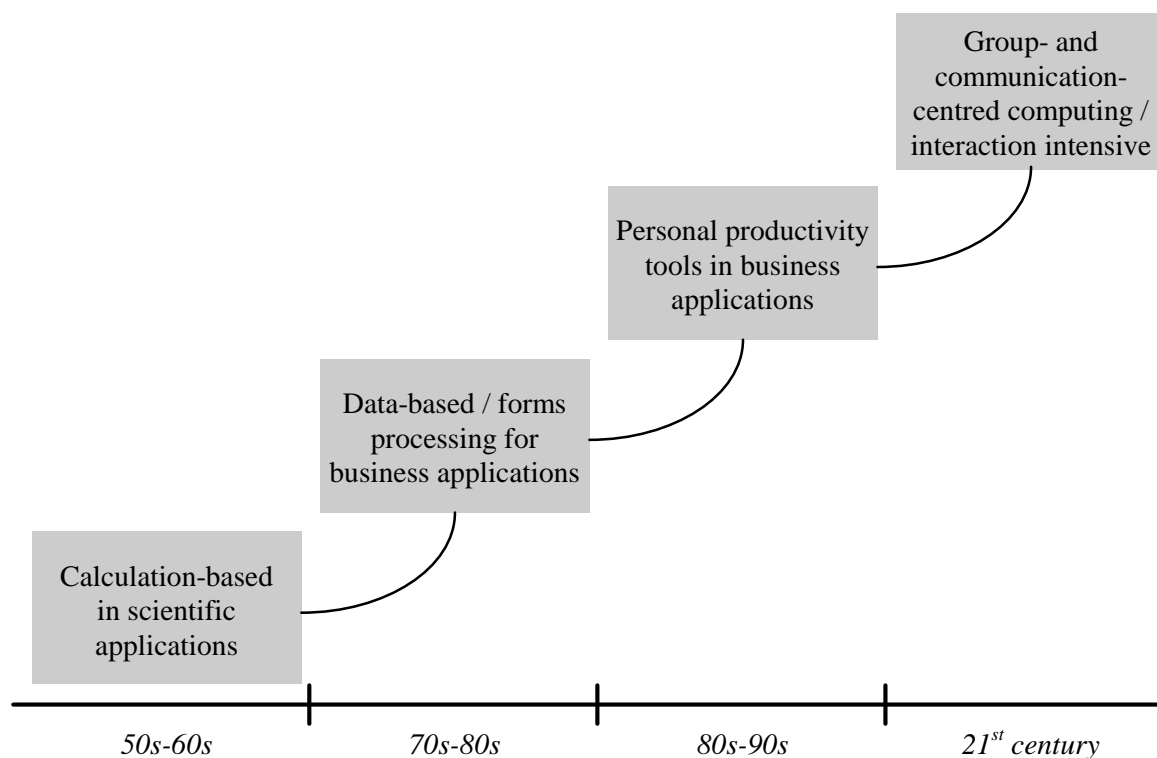 Group- and
communication-
centred computing /
interaction intensive
Personal productivity
tools in business
applications
Data-based / forms
processing for
business applications
Calculation-based
in scientific
applications
50s-60s
70s-80s
80s-90s
21st century